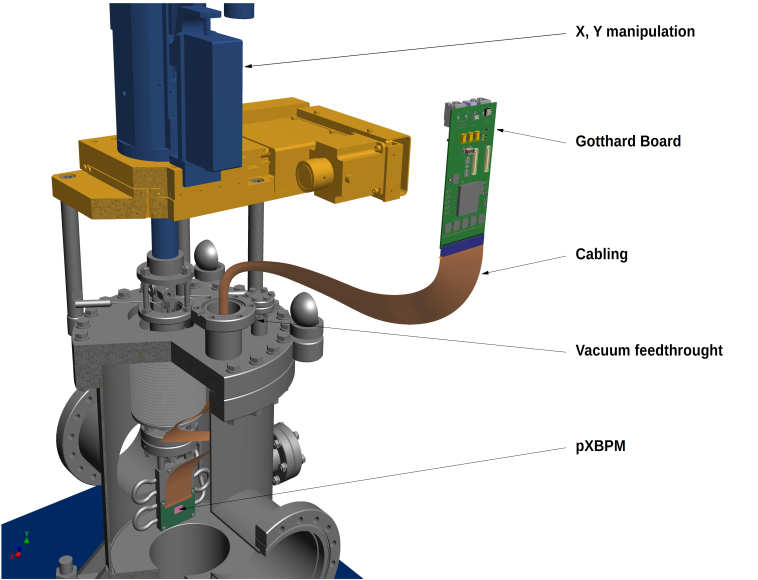 X, Y manipulation
Gotthard Board
Cabling
Vacuum feedthrought
pXBPM
Y
X